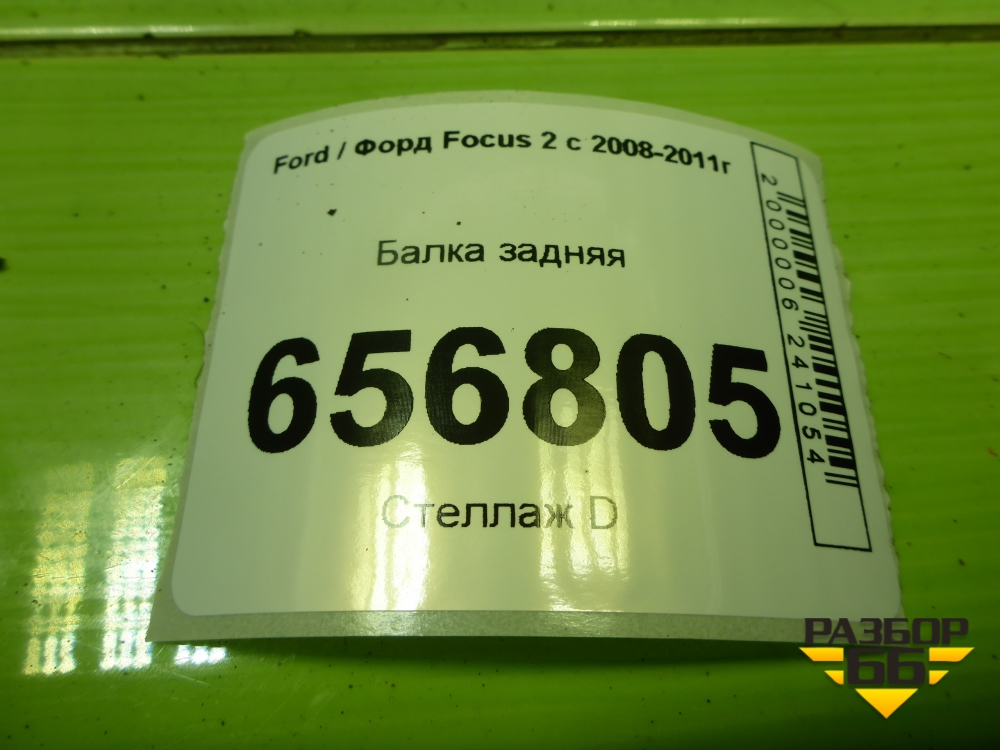 Ford / Форд Focus 2 с 2008-2011г
Балка задняя
656805
Стеллаж D
2000006241054
РАЗБОР
66